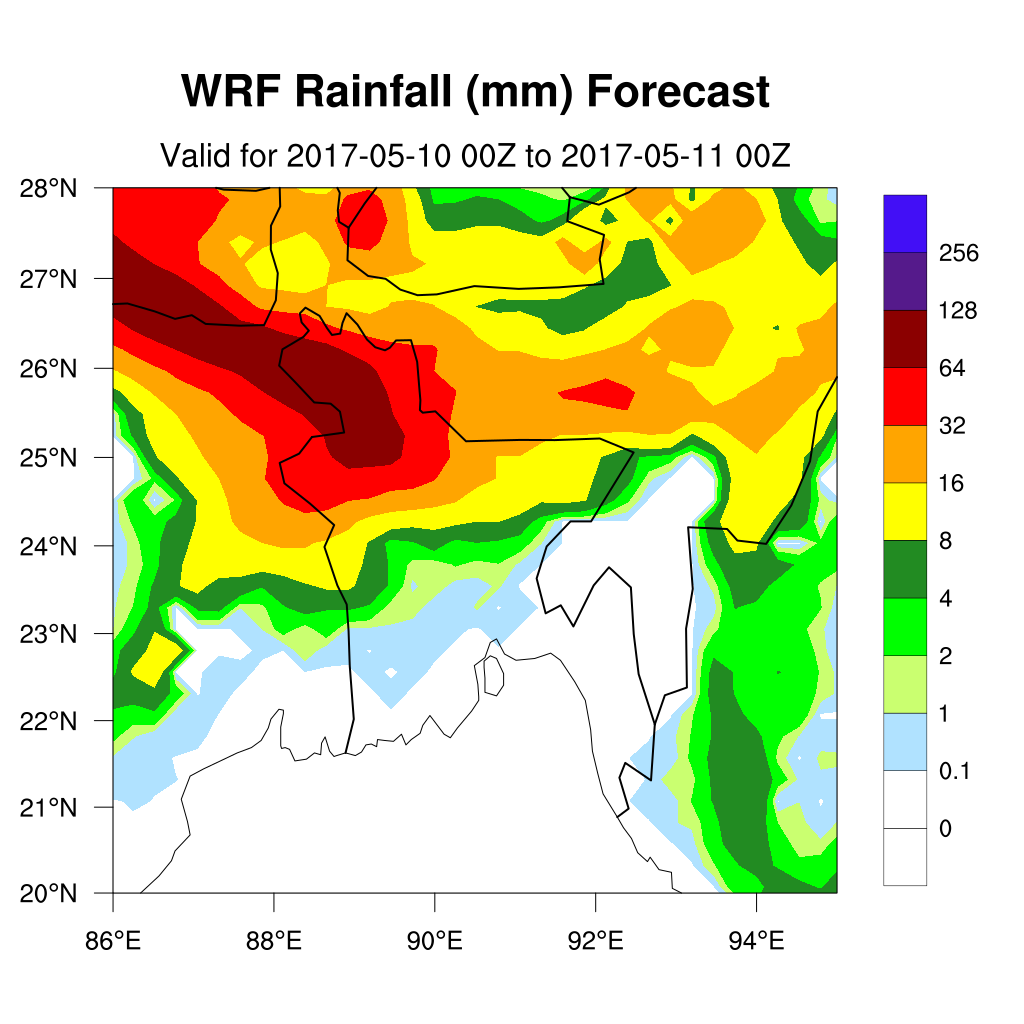 WRF Rainfall (mm) Forecast
Valid for 2017-05-10 00Z to 2017-05-11 00Z
28°N
27°N
26°N
25°N
24°N
23°N
22°N
21°N
20°N
86°E 88°E 90°E 92°E 94°E
256
128
64
32
16
8
4
2
1
0.1
0